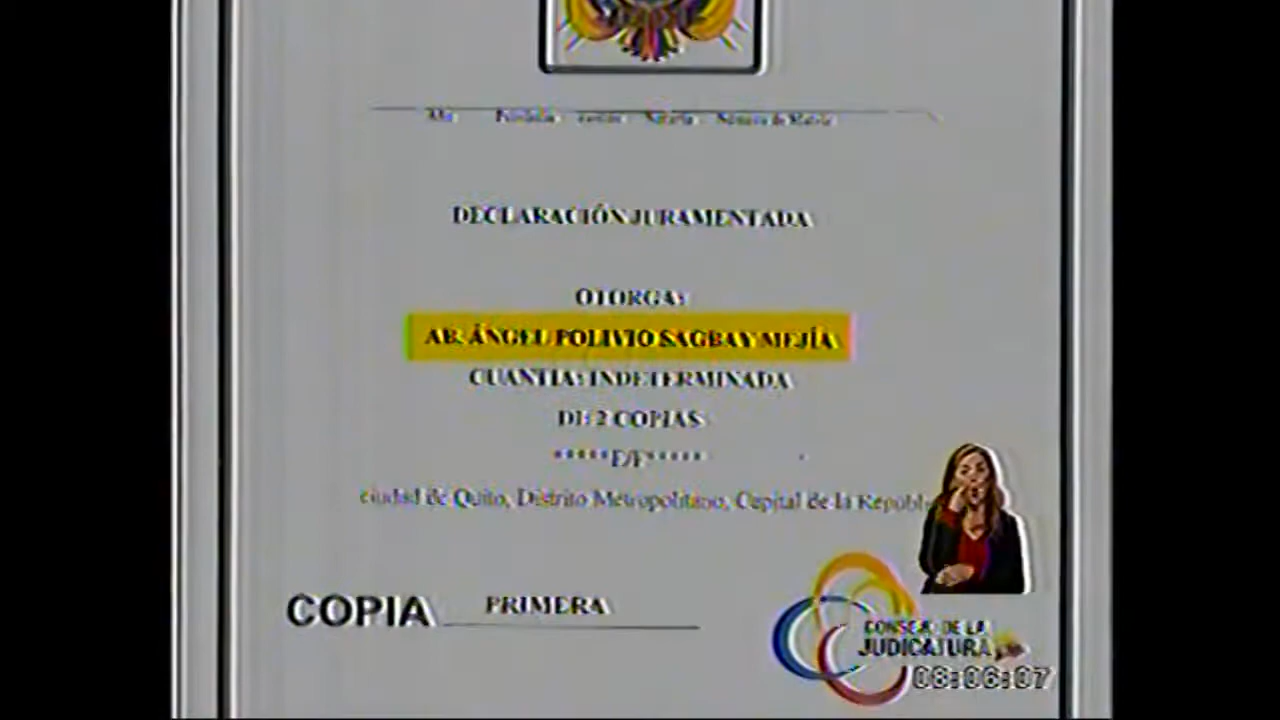 DECLARACIÓN JURAMENTADA
OTORGA:
AB. ÁNGEL POLIVIO SAGBAY MEJÍA
CUANTIA: INDETERMINADA
DE 2 COPIAS
ciudad de Quito, Distrito Metropolitano, Capital de la
COPIA PRIMERA
CONSEJO DE LA
JUDICATURA
08:06:07